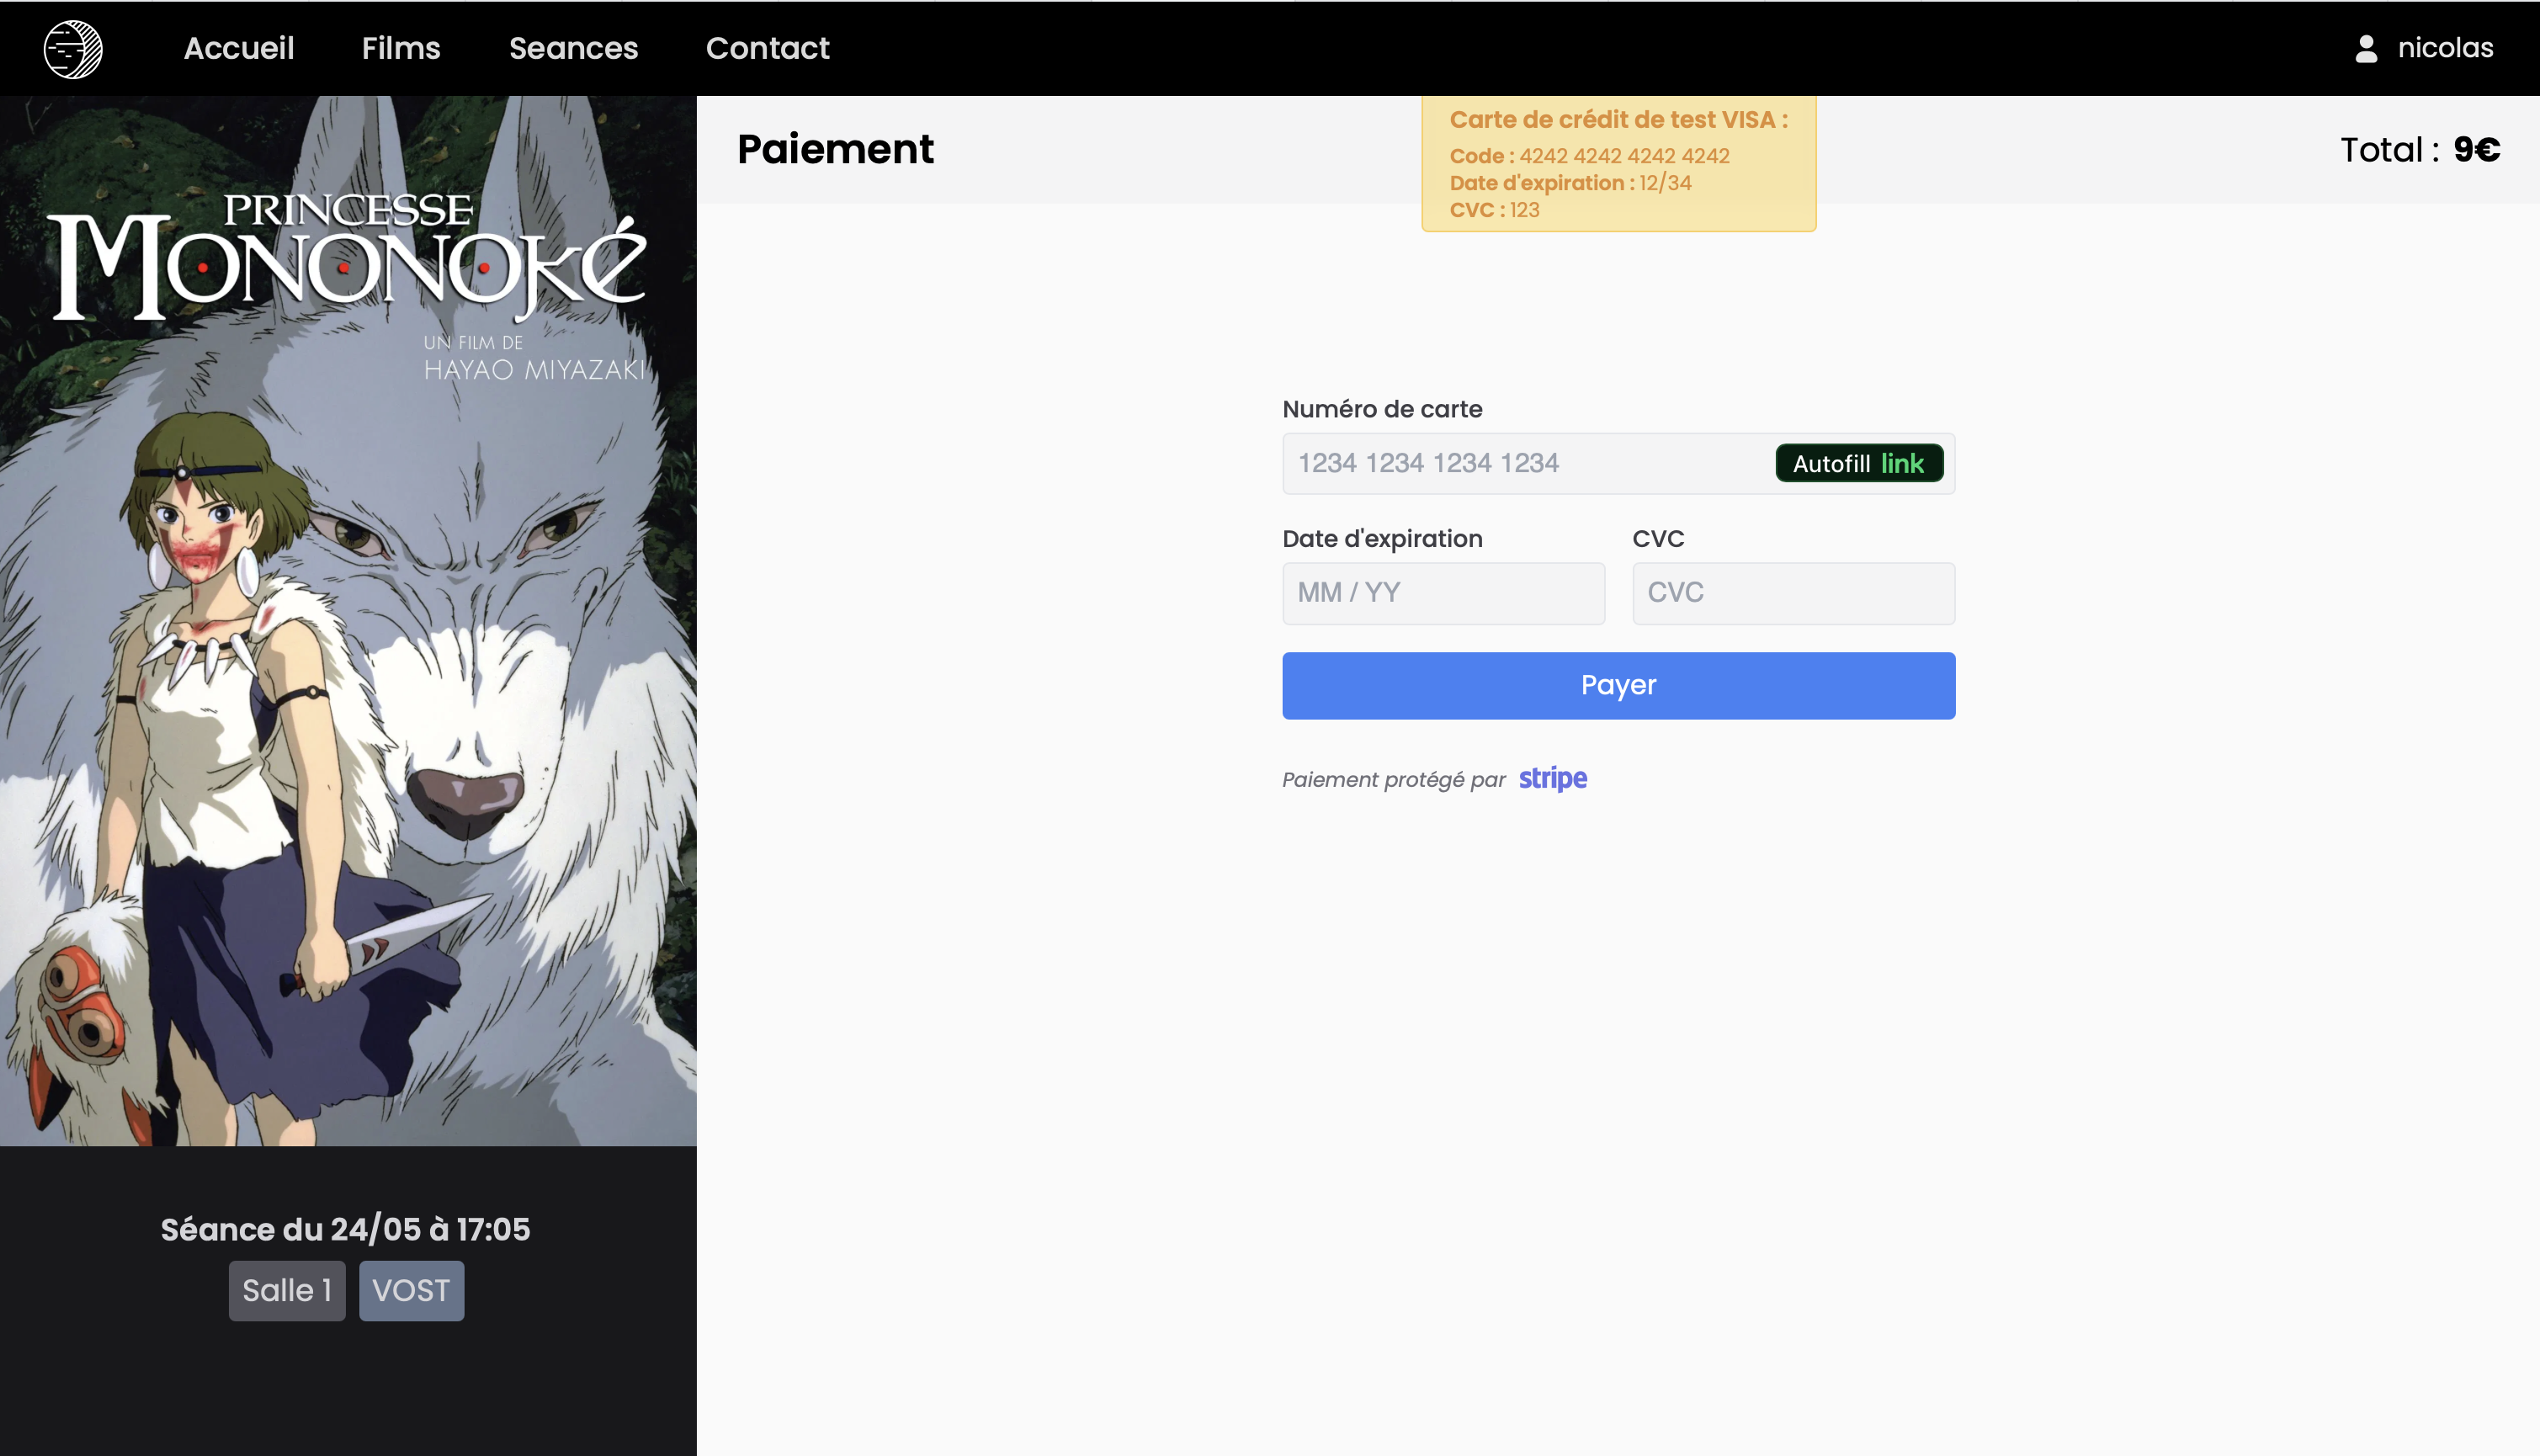 Accueil Films Seances Contact nicolas
PRINCESSE
MONONOKÉ
UN FILM DE
HAYAO MIYAZAKI
Séance du 24/05 à 17:05
Salle 1 VOST
Paiement
Carte de crédit de test VISA :
Code : 4242 4242 4242 4242
Date d'expiration : 12/34
CVC : 123
Total : 9€
Numéro de carte
1234 1234 1234 1234 Autofill link
Date d'expiration CVC
MM / YY CVC
Payer
Paiement protégé par stripe